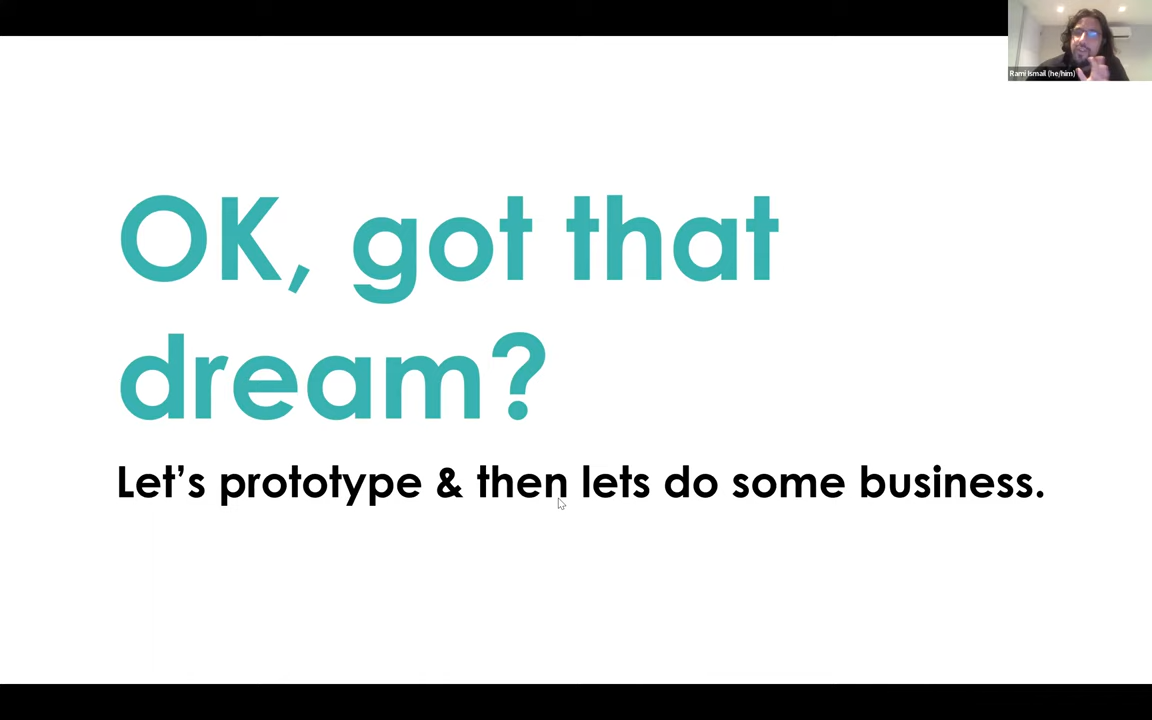 Rami Ismail (he/him)
OK, got that
dream?
Let’s prototype & then lets do some business.